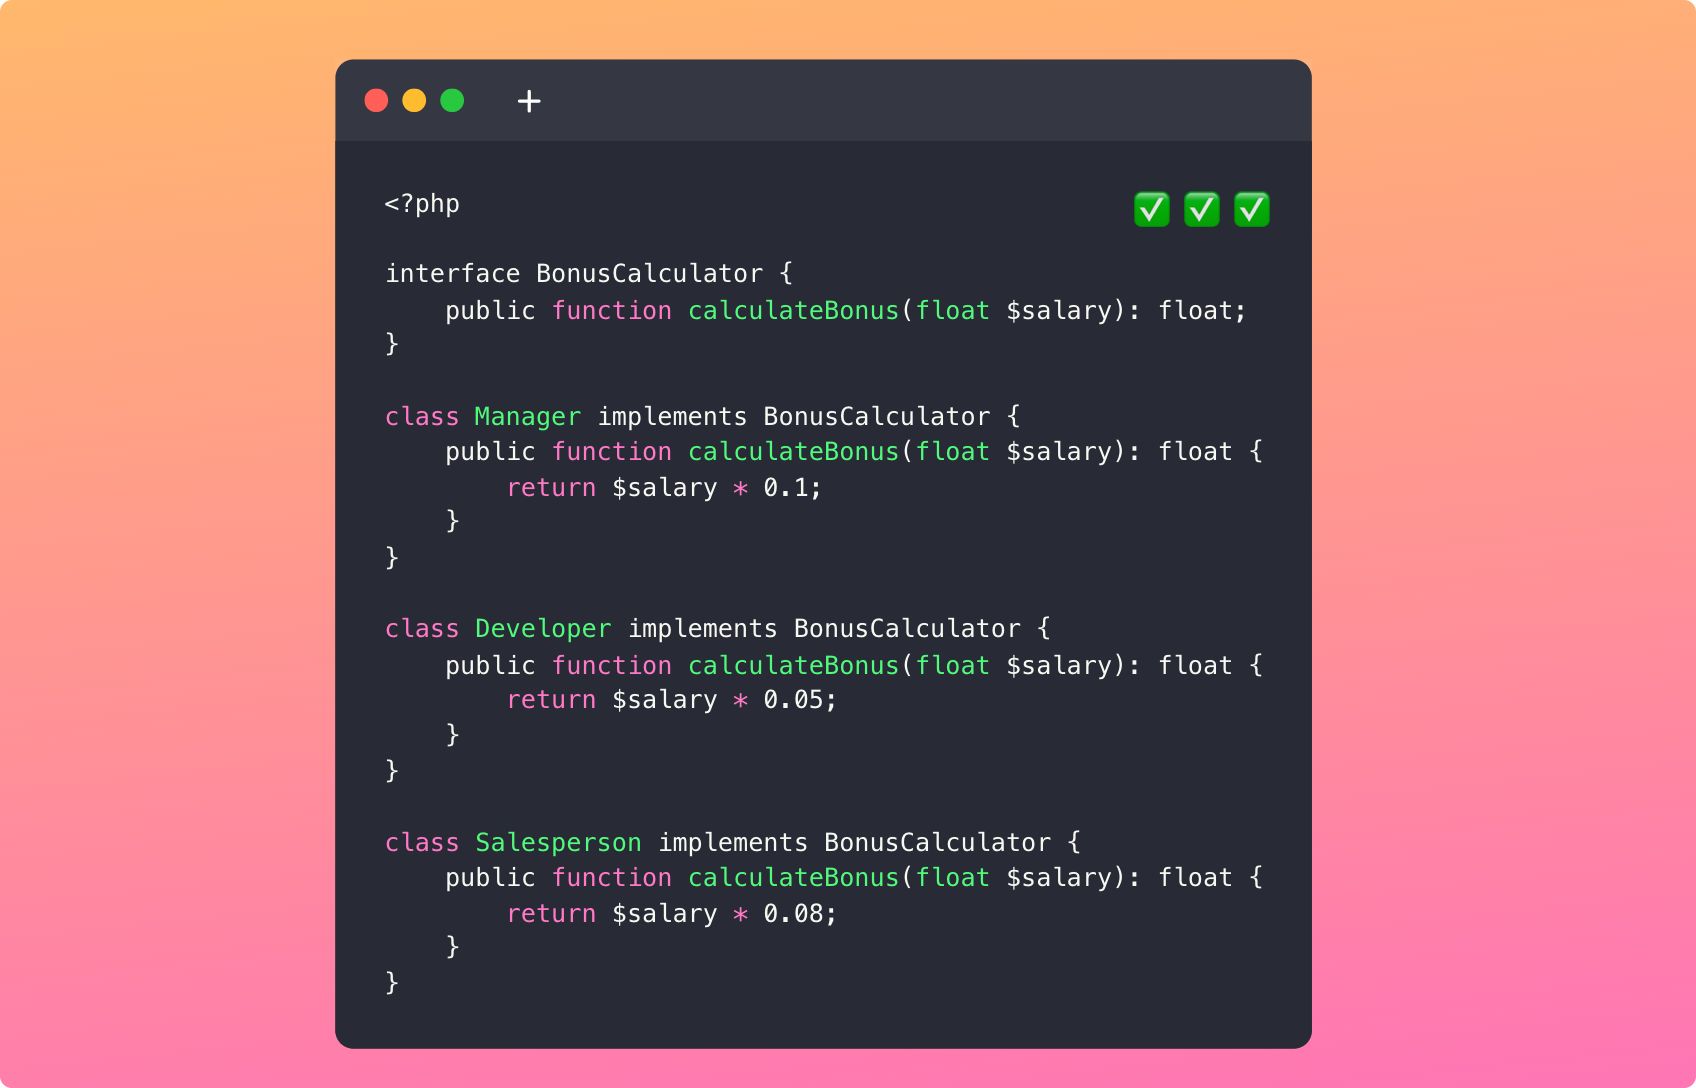 <?php
interface BonusCalculator {
    public function calculateBonus(float $salary): float;
}
class Manager implements BonusCalculator {
    public function calculateBonus(float $salary): float {
        return $salary * 0.1;
    }
}
class Developer implements BonusCalculator {
    public function calculateBonus(float $salary): float {
        return $salary * 0.05;
    }
}
class Salesperson implements BonusCalculator {
    public function calculateBonus(float $salary): float {
        return $salary * 0.08;
    }
}